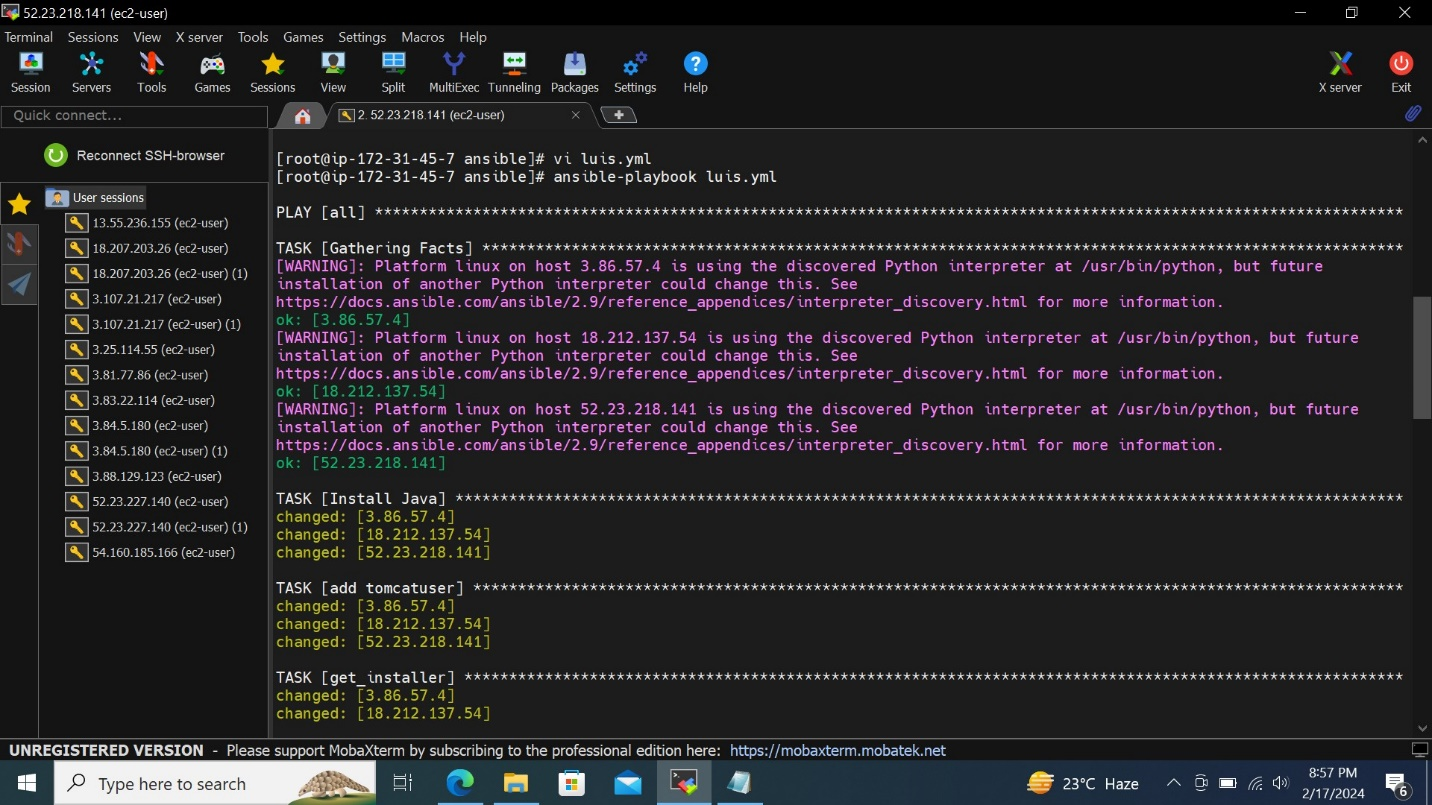 52.23.218.141 (ec2-user)
Terminal Sessions View X server Tools Games Settings Macros Help
Session Servers Tools Games Sessions View Split MultiExec Tunneling Packages Settings Help X server Exit
Quick connect...
2. 52.23.218.141 (ec2-user)
Reconnect SSH-browser
User sessions
13.55.236.155 (ec2-user)
18.207.203.26 (ec2-user)
18.207.203.26 (ec2-user) (1)
3.107.21.217 (ec2-user)
3.107.21.217 (ec2-user) (1)
3.25.114.55 (ec2-user)
3.81.77.86 (ec2-user)
3.83.22.114 (ec2-user)
3.84.5.180 (ec2-user)
3.84.5.180 (ec2-user) (1)
3.88.129.123 (ec2-user)
52.23.227.140 (ec2-user)
52.23.227.140 (ec2-user) (1)
54.160.185.166 (ec2-user)
[root@ip-172-31-45-7 ansible]# vi luis.yml
[root@ip-172-31-45-7 ansible]# ansible-playbook luis.yml
PLAY [all] *******************************************************************************************************************
TASK [Gathering Facts] *******************************************************************************************************
[WARNING]: Platform linux on host 3.86.57.4 is using the discovered Python interpreter at /usr/bin/python, but future
installation of another Python interpreter could change this. See
https://docs.ansible.com/ansible/2.9/reference_appendices/interpreter_discovery.html for more information.
ok: [3.86.57.4]
[WARNING]: Platform linux on host 18.212.137.54 is using the discovered Python interpreter at /usr/bin/python, but future
installation of another Python interpreter could change this. See
https://docs.ansible.com/ansible/2.9/reference_appendices/interpreter_discovery.html for more information.
ok: [18.212.137.54]
[WARNING]: Platform linux on host 52.23.218.141 is using the discovered Python interpreter at /usr/bin/python, but future
installation of another Python interpreter could change this. See
https://docs.ansible.com/ansible/2.9/reference_appendices/interpreter_discovery.html for more information.
ok: [52.23.218.141]
TASK [Install Java] **********************************************************************************************************
changed: [3.86.57.4]
changed: [18.212.137.54]
changed: [52.23.218.141]
TASK [add tomcatuser] ********************************************************************************************************
changed: [3.86.57.4]
changed: [18.212.137.54]
changed: [52.23.218.141]
TASK [get_installer] *********************************************************************************************************
changed: [3.86.57.4]
changed: [18.212.137.54]
UNREGISTERED VERSION - Please support MobaXterm by subscribing to the professional edition here: https://mobaxterm.mobatek.net
Type here to search
23°C Haze
8:57 PM
2/17/2024
6